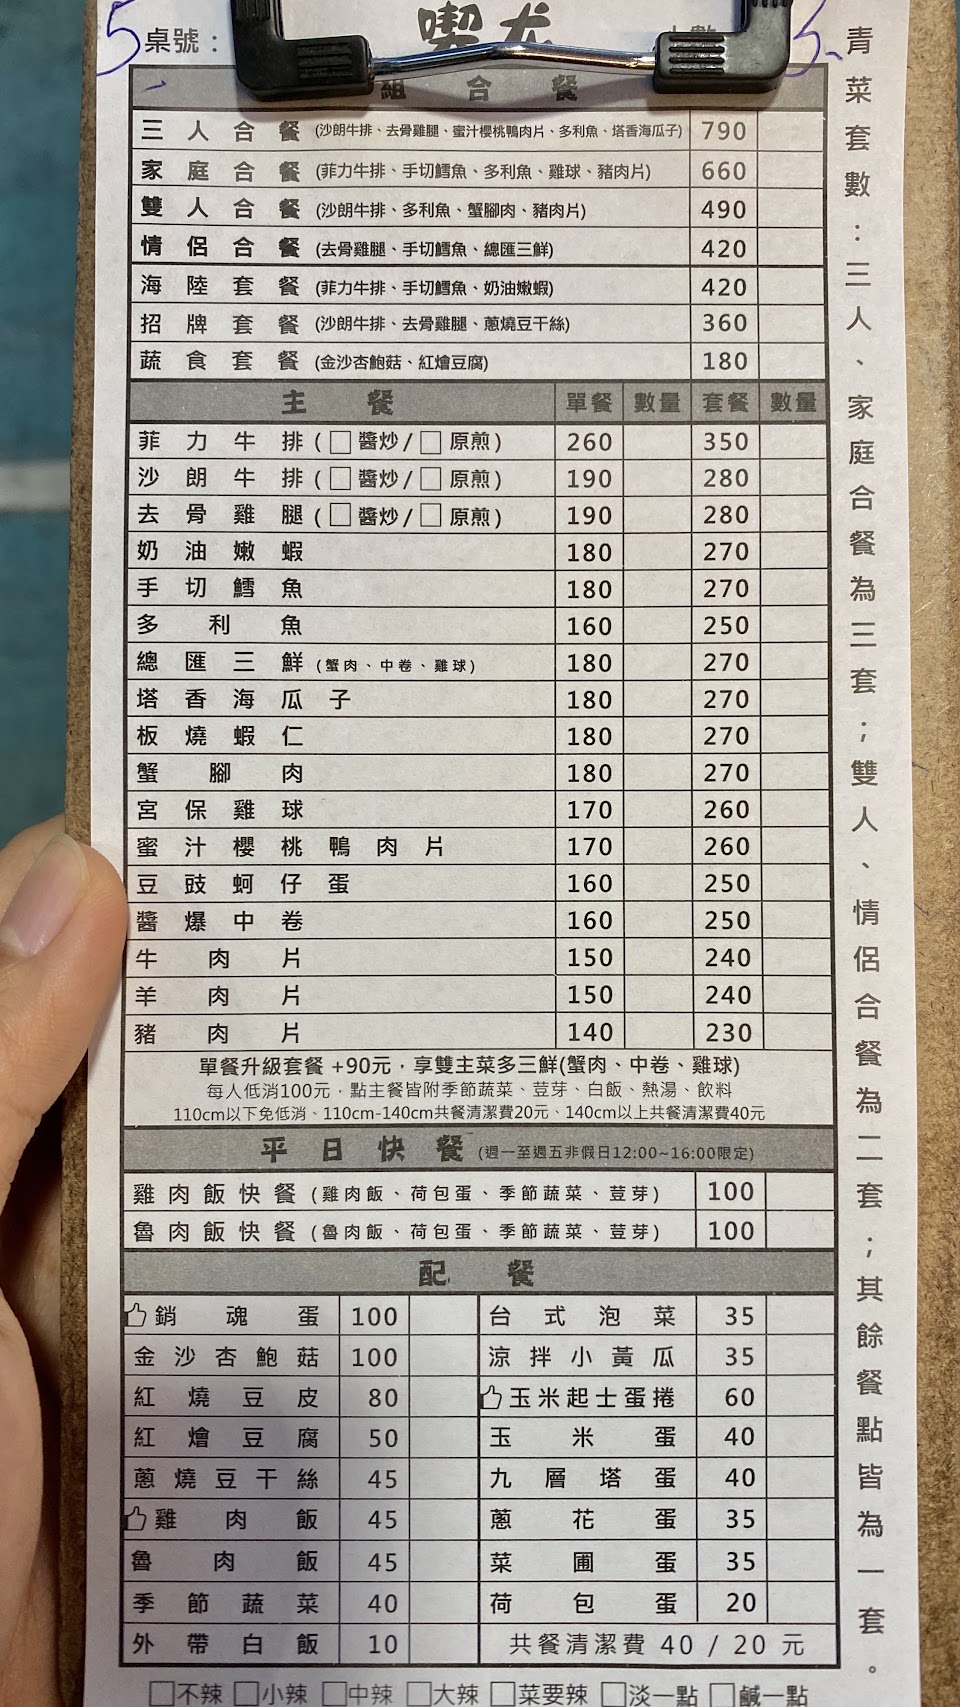 5 桌號：
喫尤
組合餐
三人合餐 (沙朗牛排、去骨雞腿、蜜汁櫻桃鴨肉片、多利魚、塔香海瓜子) 790
家庭合餐 (菲力牛排、手切鱈魚、多利魚、雞球、豬肉片) 660
雙人合餐 (沙朗牛排、多利魚、蟹腳肉、豬肉片) 490
情侶合餐 (去骨雞腿、手切鱈魚、總匯三鮮) 420
海陸套餐 (菲力牛排、手切鱈魚、奶油嫩蝦) 420
招牌套餐 (沙朗牛排、去骨雞腿、蔥燒豆干絲) 360
蔬食套餐 (金沙杏鮑菇、紅燴豆腐) 180
主餐 單餐 數量 套餐 數量
菲力牛排 (□醬炒/□原煎) 260 350
沙朗牛排 (□醬炒/□原煎) 190 280
去骨雞腿 (□醬炒/□原煎) 190 280
奶油嫩蝦 180 270
手切鱈魚 180 270
多利魚 160 250
總匯三鮮 (蟹肉、中卷、雞球) 180 270
塔香海瓜子 180 270
板燒蝦仁 180 270
蟹腳肉 180 270
宮保雞球 170 260
蜜汁櫻桃鴨肉片 170 260
豆豉蚵仔蛋 160 250
醬爆中卷 160 250
牛肉片 150 240
羊肉片 150 240
豬肉片 140 230
單餐升級套餐 +90元，享雙主菜多三鮮(蟹肉、中卷、雞球)
每人低消100元，點主餐皆附季節蔬菜、荳芽、白飯、熱湯、飲料
110cm以下免低消、110cm-140cm共餐清潔費20元、140cm以上共餐清潔費40元
平日快餐 (週一至週五非假日12:00~16:00限定)
雞肉飯快餐 (雞肉飯、荷包蛋、季節蔬菜、荳芽) 100
魯肉飯快餐 (魯肉飯、荷包蛋、季節蔬菜、荳芽) 100
配餐
銷魂蛋 100 台式泡菜 35
金沙杏鮑菇 100 涼拌小黃瓜 35
紅燒豆皮 80 玉米起士蛋捲 60
紅燴豆腐 50 玉米蛋 40
蔥燒豆干絲 45 九層塔蛋 40
雞肉飯 45 蔥花蛋 35
魯肉飯 45 菜圃蛋 35
季節蔬菜 40 荷包蛋 20
外帶白飯 10 共餐清潔費 40 / 20 元
□不辣 □小辣 □中辣 □大辣 □菜要辣 □淡一點 □鹹一點
青菜套數：三人、家庭合餐為三套；雙人、情侶合餐為二套；其餘餐點皆為一套。